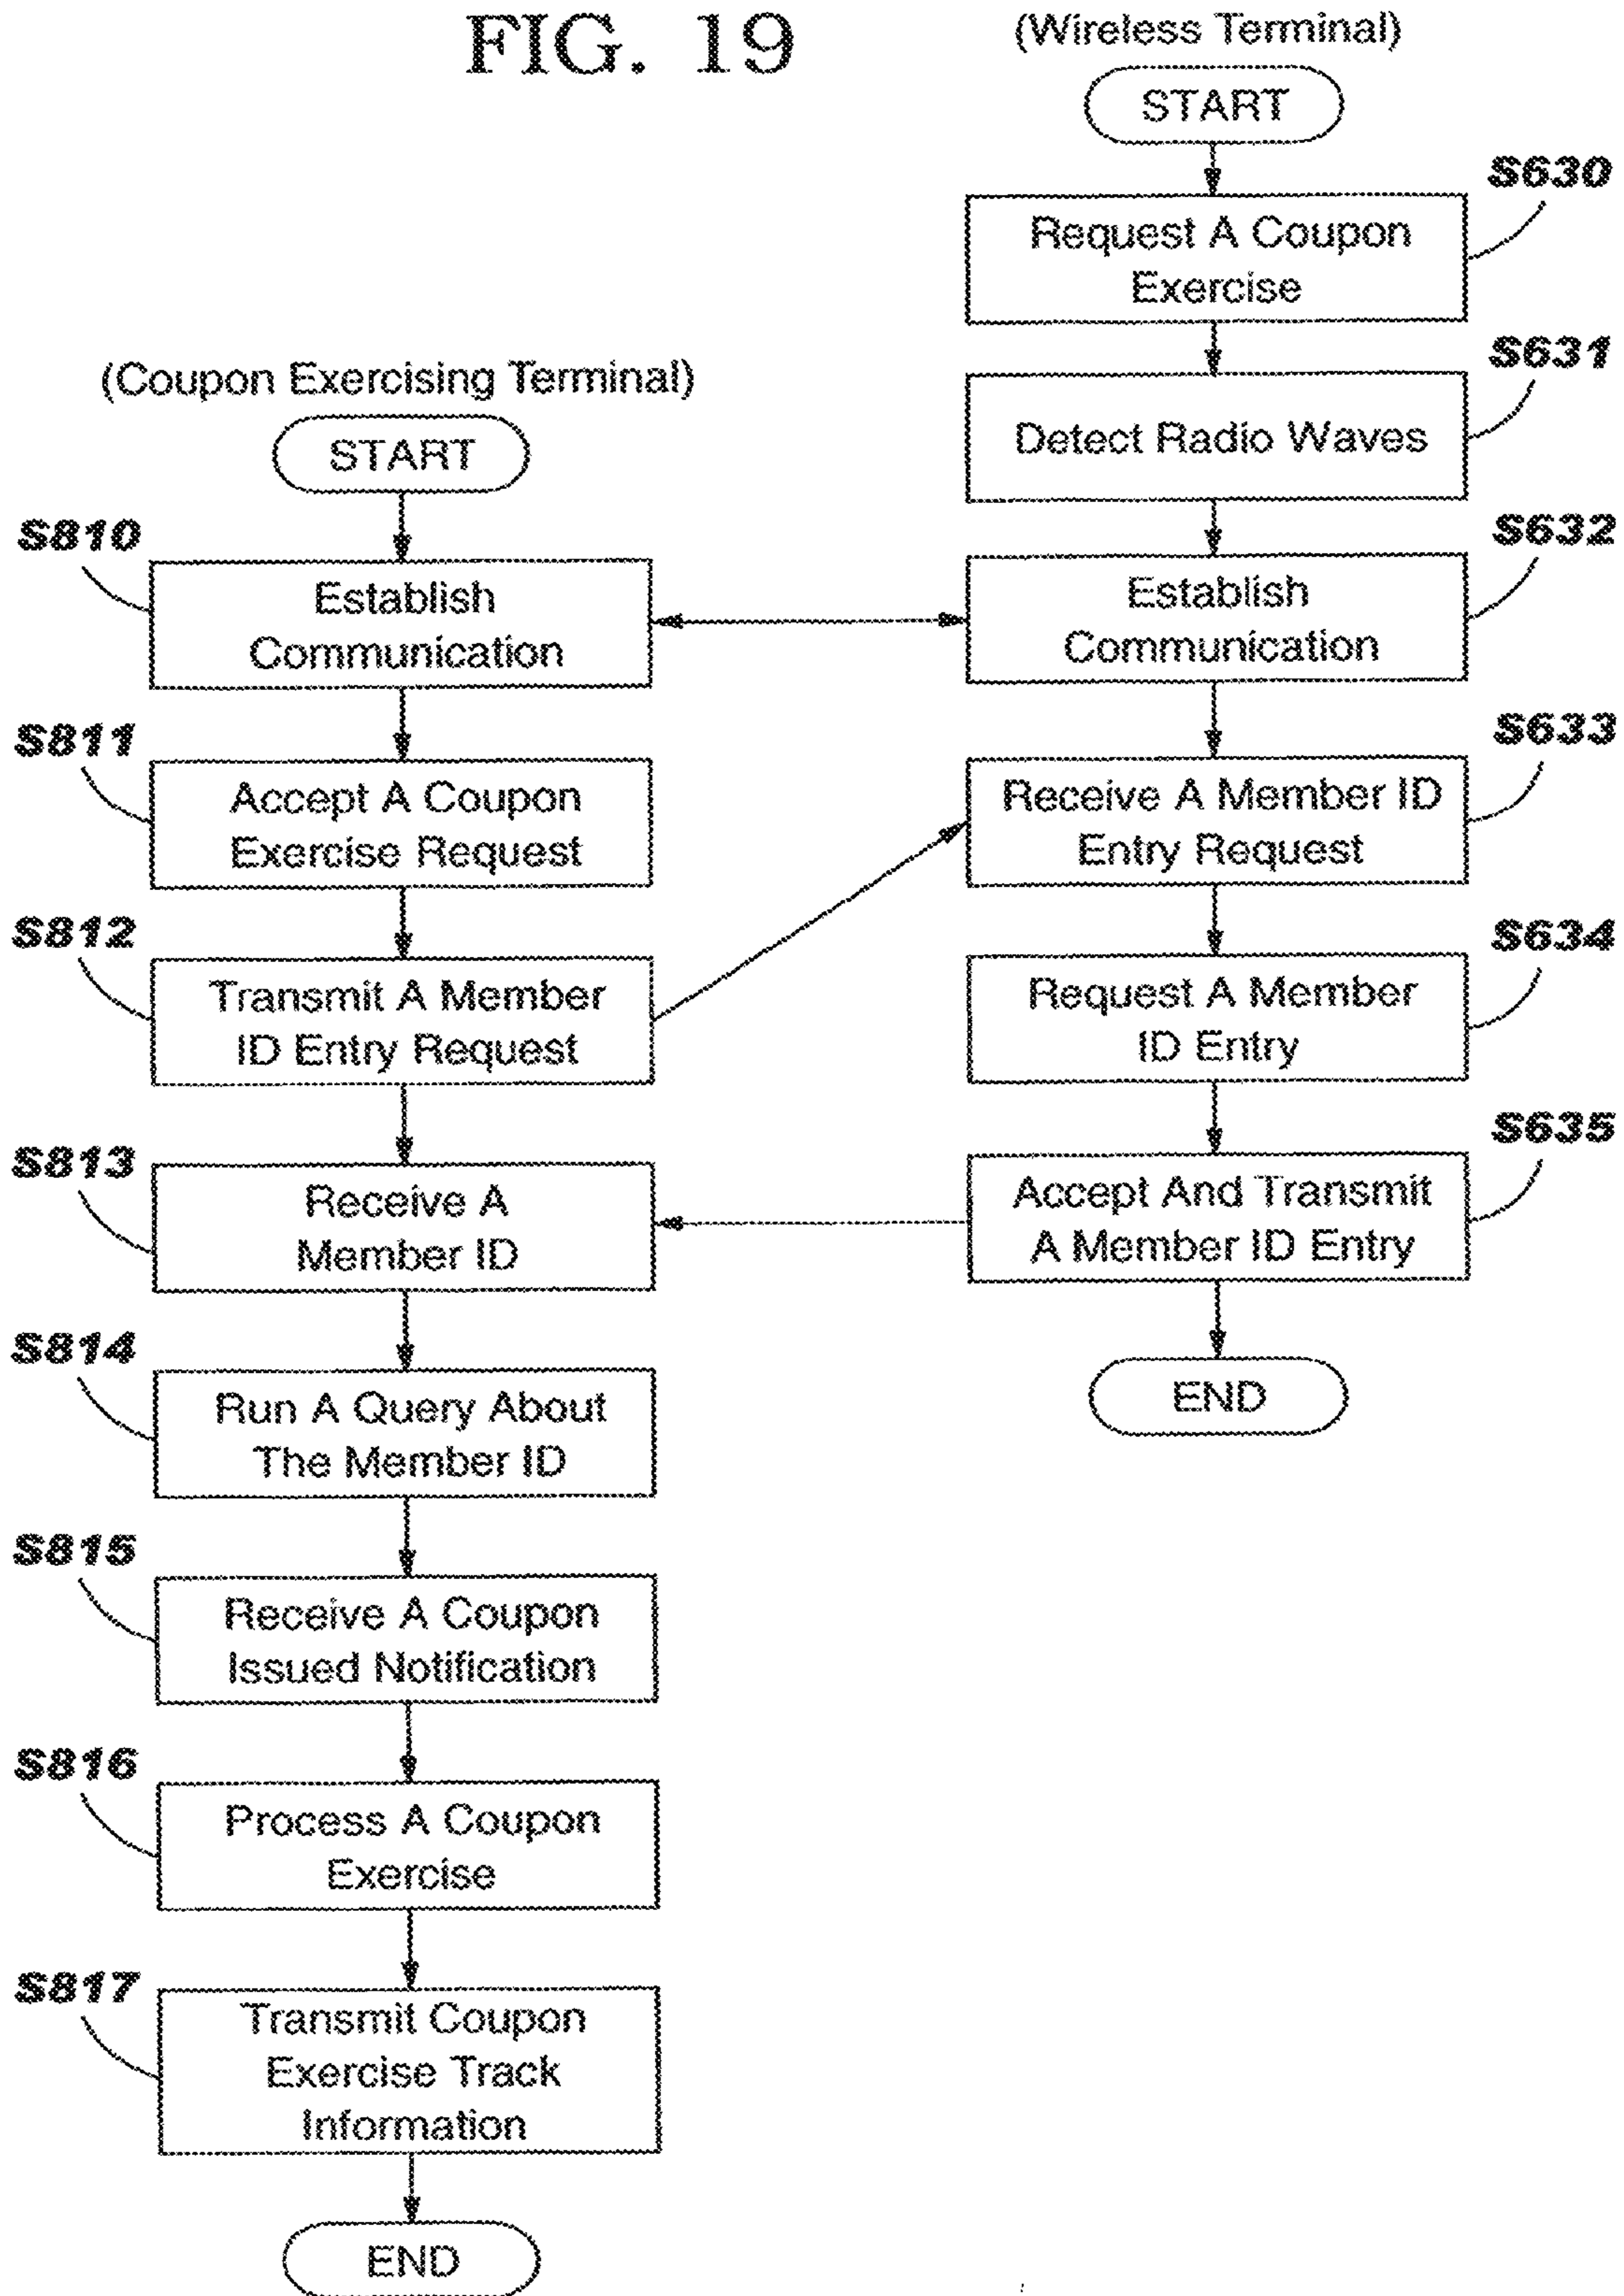 FIG. 19
(Wireless Terminal)
START
S630
Request A Coupon
Exercise
S631
Detect Radio Waves
S632
Establish
Communication
S633
Receive A Member ID
Entry Request
S634
Request A Member
ID Entry
S635
Accept And Transmit
A Member ID Entry
END
(Coupon Exercising Terminal)
START
S810
Establish
Communication
S811
Accept A Coupon
Exercise Request
S812
Transmit A Member
ID Entry Request
S813
Receive A
Member ID
S814
Run A Query About
The Member ID
S815
Receive A Coupon
Issued Notification
S816
Process A Coupon
Exercise
S817
Transmit Coupon
Exercise Track
Information
END